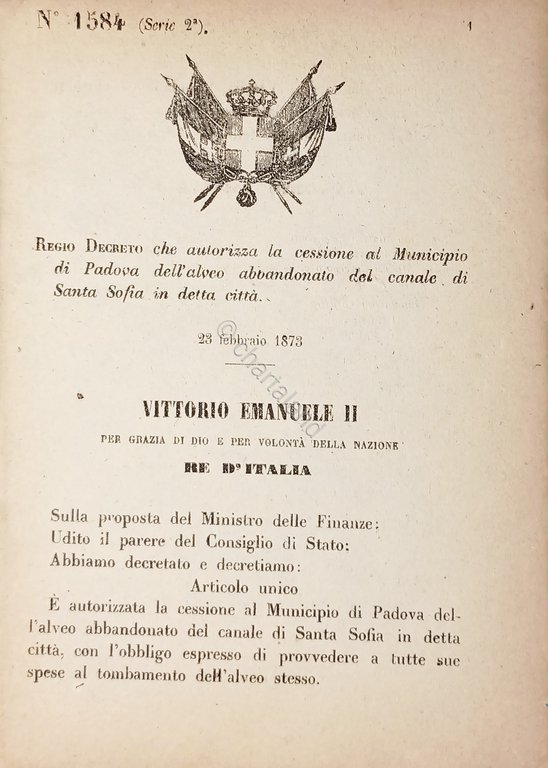 N° 1584 (Serie 2ª). 1
REGIO DECRETO che autorizza la cessione al Municipio
di Padova dell'alveo abbandonato del canale di
Santa Sofia in detta città.
23 febbraio 1873
VITTORIO EMANUELE II
PER GRAZIA DI DIO E PER VOLONTÀ DELLA NAZIONE
RE D'ITALIA
Sulla proposta del Ministro delle Finanze;
Udito il parere del Consiglio di Stato;
Abbiamo decretato e decretiamo:
Articolo unico
È autorizzata la cessione al Municipio di Padova del-
l'alveo abbandonato del canale di Santa Sofia in detta
città, con l'obbligo espresso di provvedere a tutte sue
spese al tombamento dell'alveo stesso.